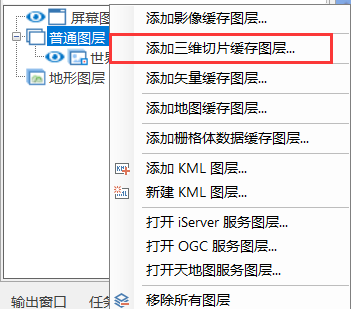 屏幕图
普通图层
世
地形图层
添加影像缓存图层...
添加三维切片缓存图层...
添加矢量缓存图层...
添加地图缓存图层...
添加栅格体数据缓存图层...
添加 KML 图层...
新建 KML 图层...
打开 iServer 服务图层...
打开 OGC 服务图层...
打开天地图服务图层...
移除所有图层
输出窗口
任务